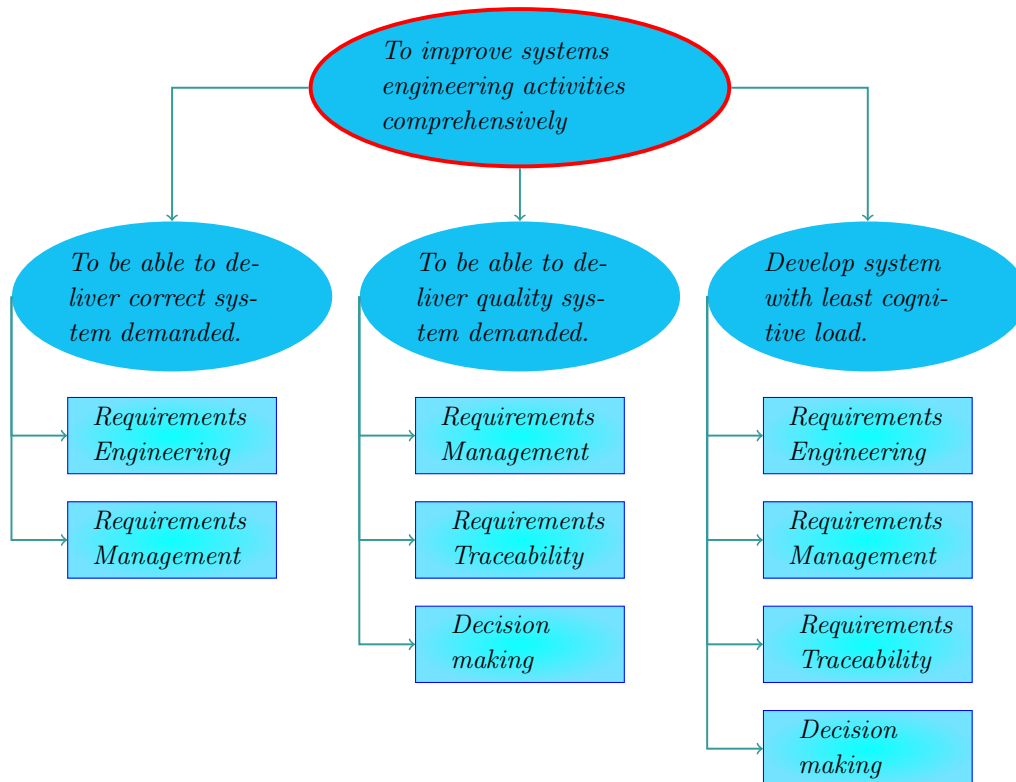 To improve systems
engineering activities
comprehensively
To be able to de-
liver correct sys-
tem demanded.
To be able to de-
liver quality sys-
tem demanded.
Develop system
with least cogni-
tive load.
Requirements
Engineering
Requirements
Management
Requirements
Management
Requirements
Traceability
Decision
making
Requirements
Engineering
Requirements
Management
Requirements
Traceability
Decision
making